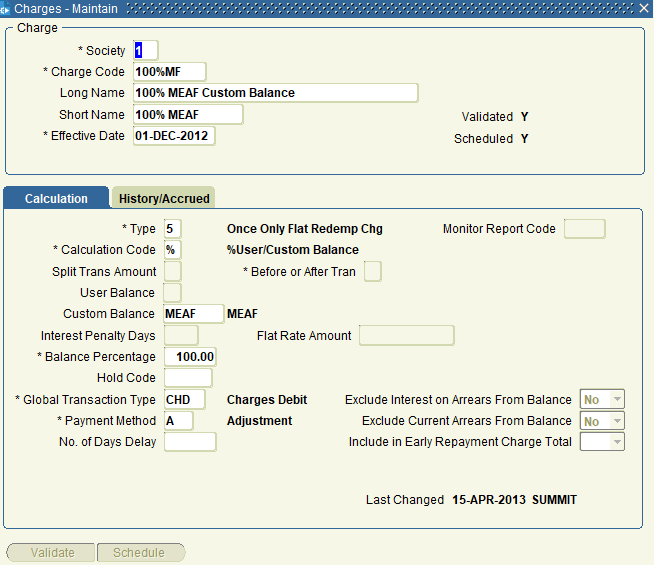 Charges - Maintain
Charge
* Society 1
* Charge Code 100%MF
Long Name 100% MEAF Custom Balance
Short Name 100% MEAF Validated Y
* Effective Date 01-DEC-2012 Scheduled Y
Calculation History/Accrued
* Type 5 Once Only Flat Redemp Chg Monitor Report Code
* Calculation Code % %User/Custom Balance
Split Trans Amount * Before or After Tran
User Balance
Custom Balance MEAF MEAF
Interest Penalty Days Flat Rate Amount
* Balance Percentage 100.00
Hold Code
* Global Transaction Type CHD Charges Debit Exclude Interest on Arrears From Balance No
* Payment Method A Adjustment Exclude Current Arrears From Balance No
No. of Days Delay Include in Early Repayment Charge Total
Last Changed 15-APR-2013 SUMMIT
Validate Schedule